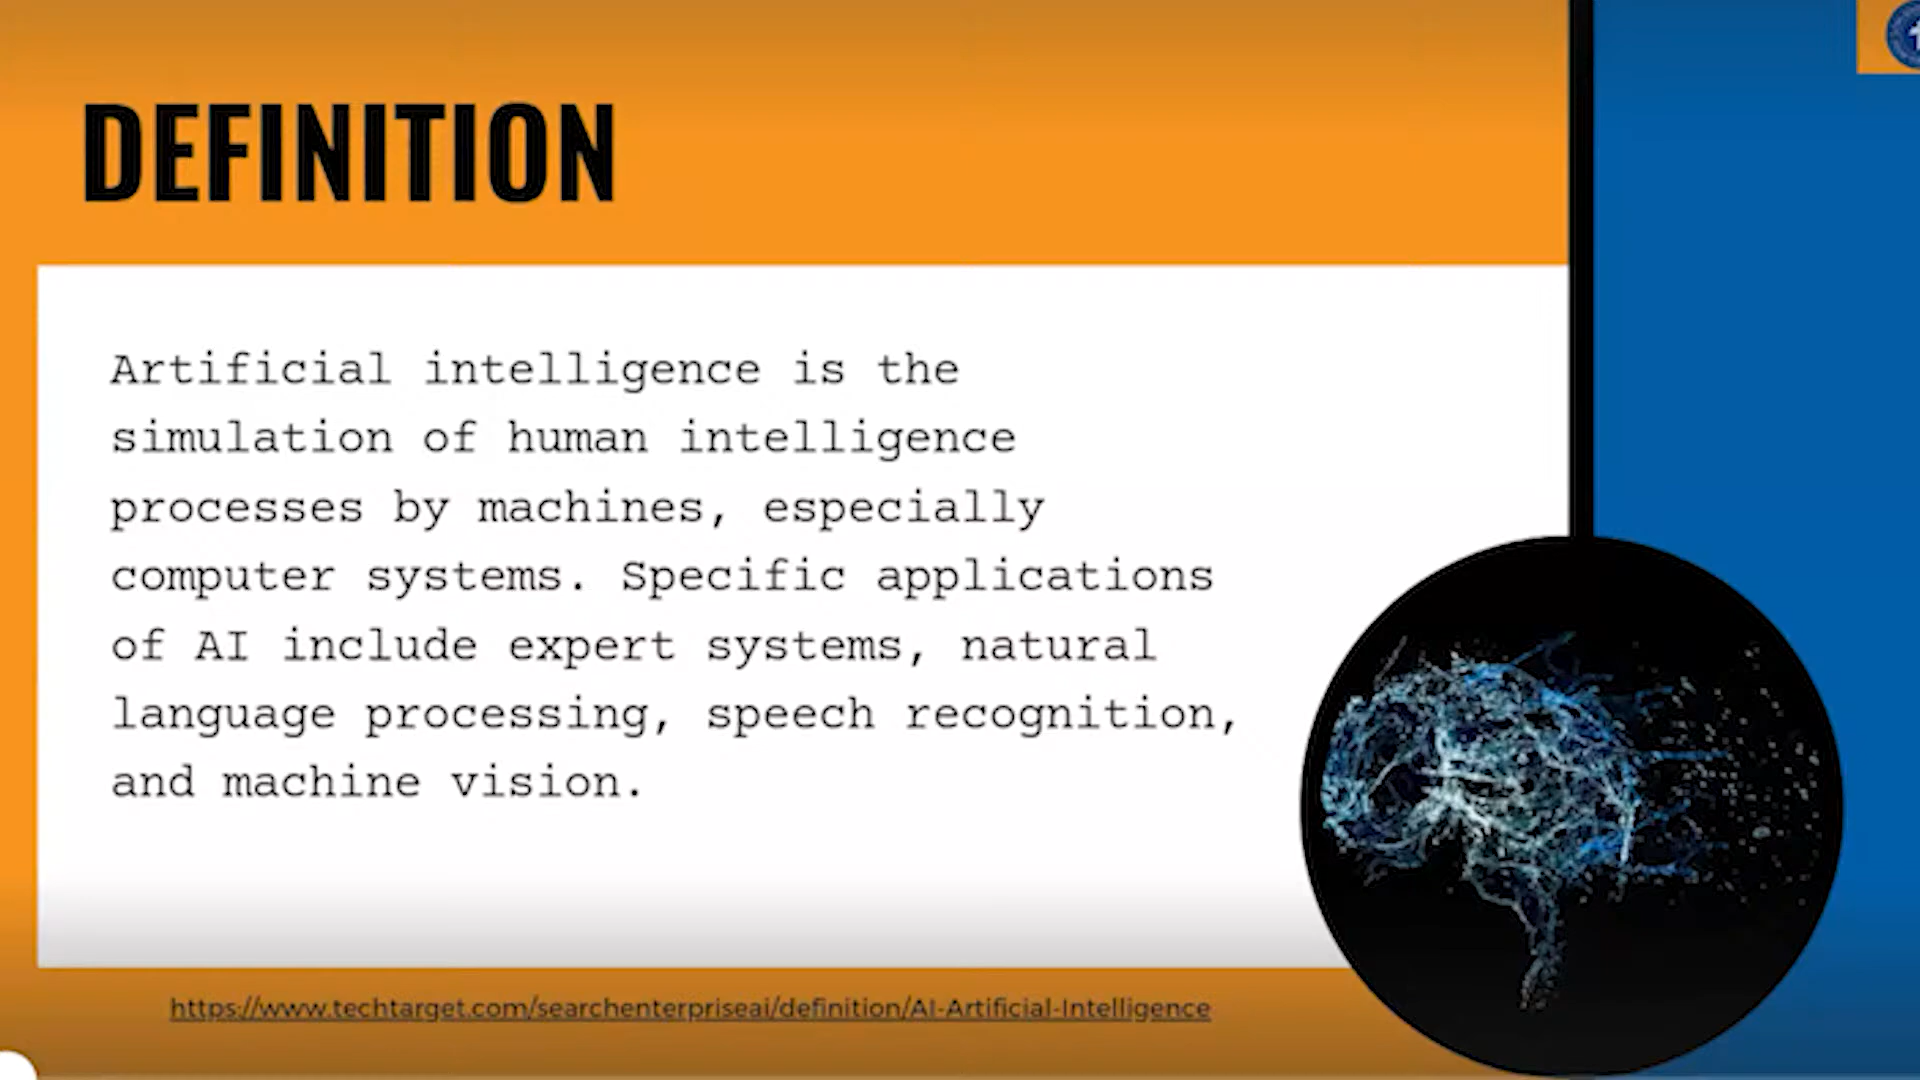 DEFINITION
Artificial intelligence is the
simulation of human intelligence
processes by machines, especially
computer systems. Specific applications
of AI include expert systems, natural
language processing, speech recognition,
and machine vision.
https://www.techtarget.com/searchenterpriseai/definition/AI-Artificial-Intelligence